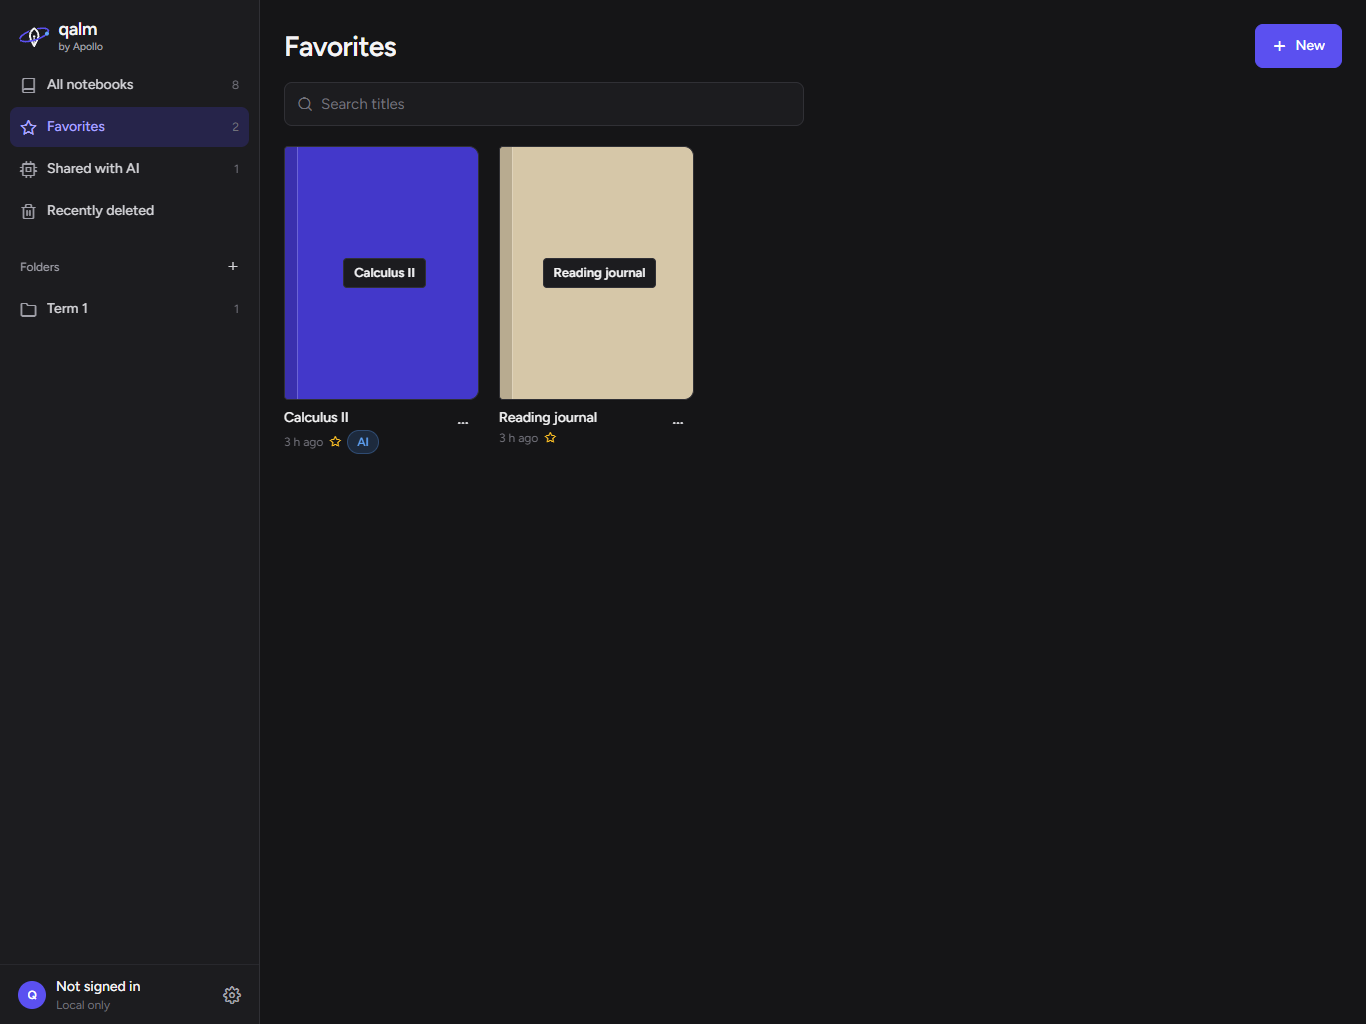 qalm
by Apollo
All notebooks 8
Favorites 2
Shared with AI 1
Recently deleted
Folders +
Term 1 1
Not signed in
Local only
Q
Favorites
+ New
Search titles
Calculus II
Reading journal
Calculus II ...
3 h ago AI
Reading journal ...
3 h ago